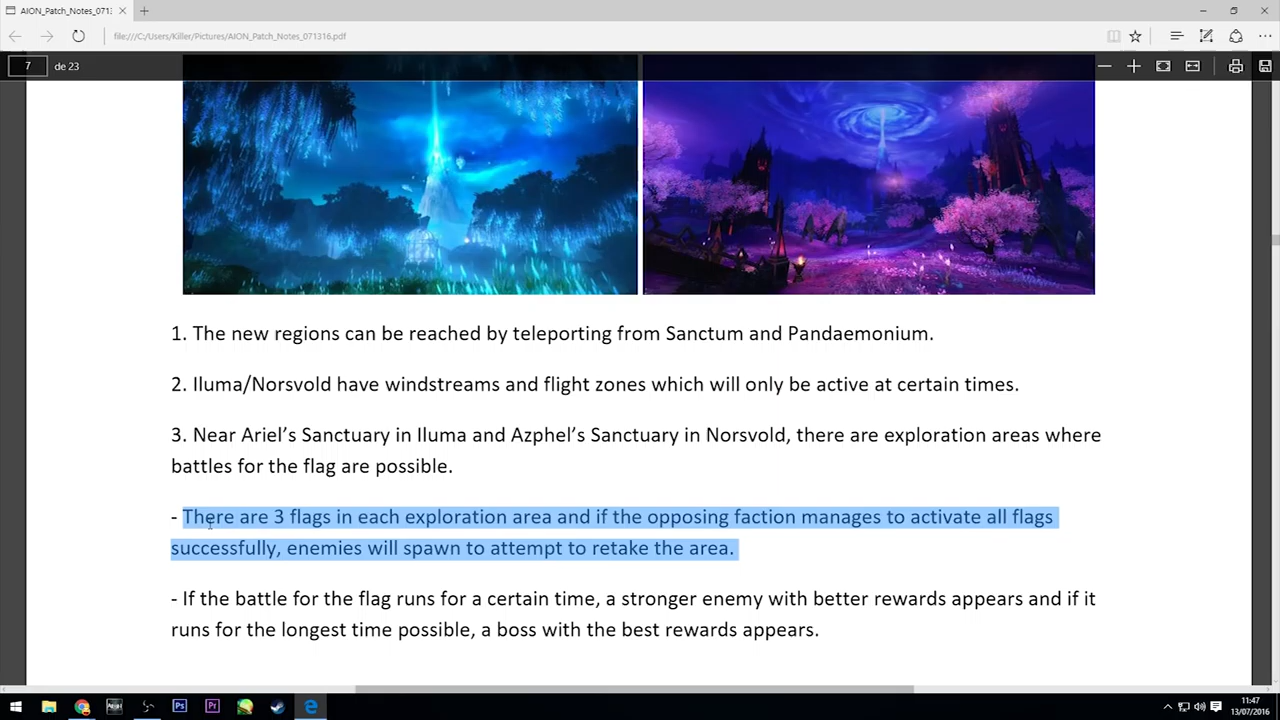 AION_Patch_Notes_0713
file:///C:/Users/Killer/Pictures/AION_Patch_Notes_071316.pdf
7 de 23
1. The new regions can be reached by teleporting from Sanctum and Pandaemonium.
2. Iluma/Norsvold have windstreams and flight zones which will only be active at certain times.
3. Near Ariel’s Sanctuary in Iluma and Azphel’s Sanctuary in Norsvold, there are exploration areas where
battles for the flag are possible.
- There are 3 flags in each exploration area and if the opposing faction manages to activate all flags
successfully, enemies will spawn to attempt to retake the area.
- If the battle for the flag runs for a certain time, a stronger enemy with better rewards appears and if it
runs for the longest time possible, a boss with the best rewards appears.
Ps Pr
11:47
13/07/2016